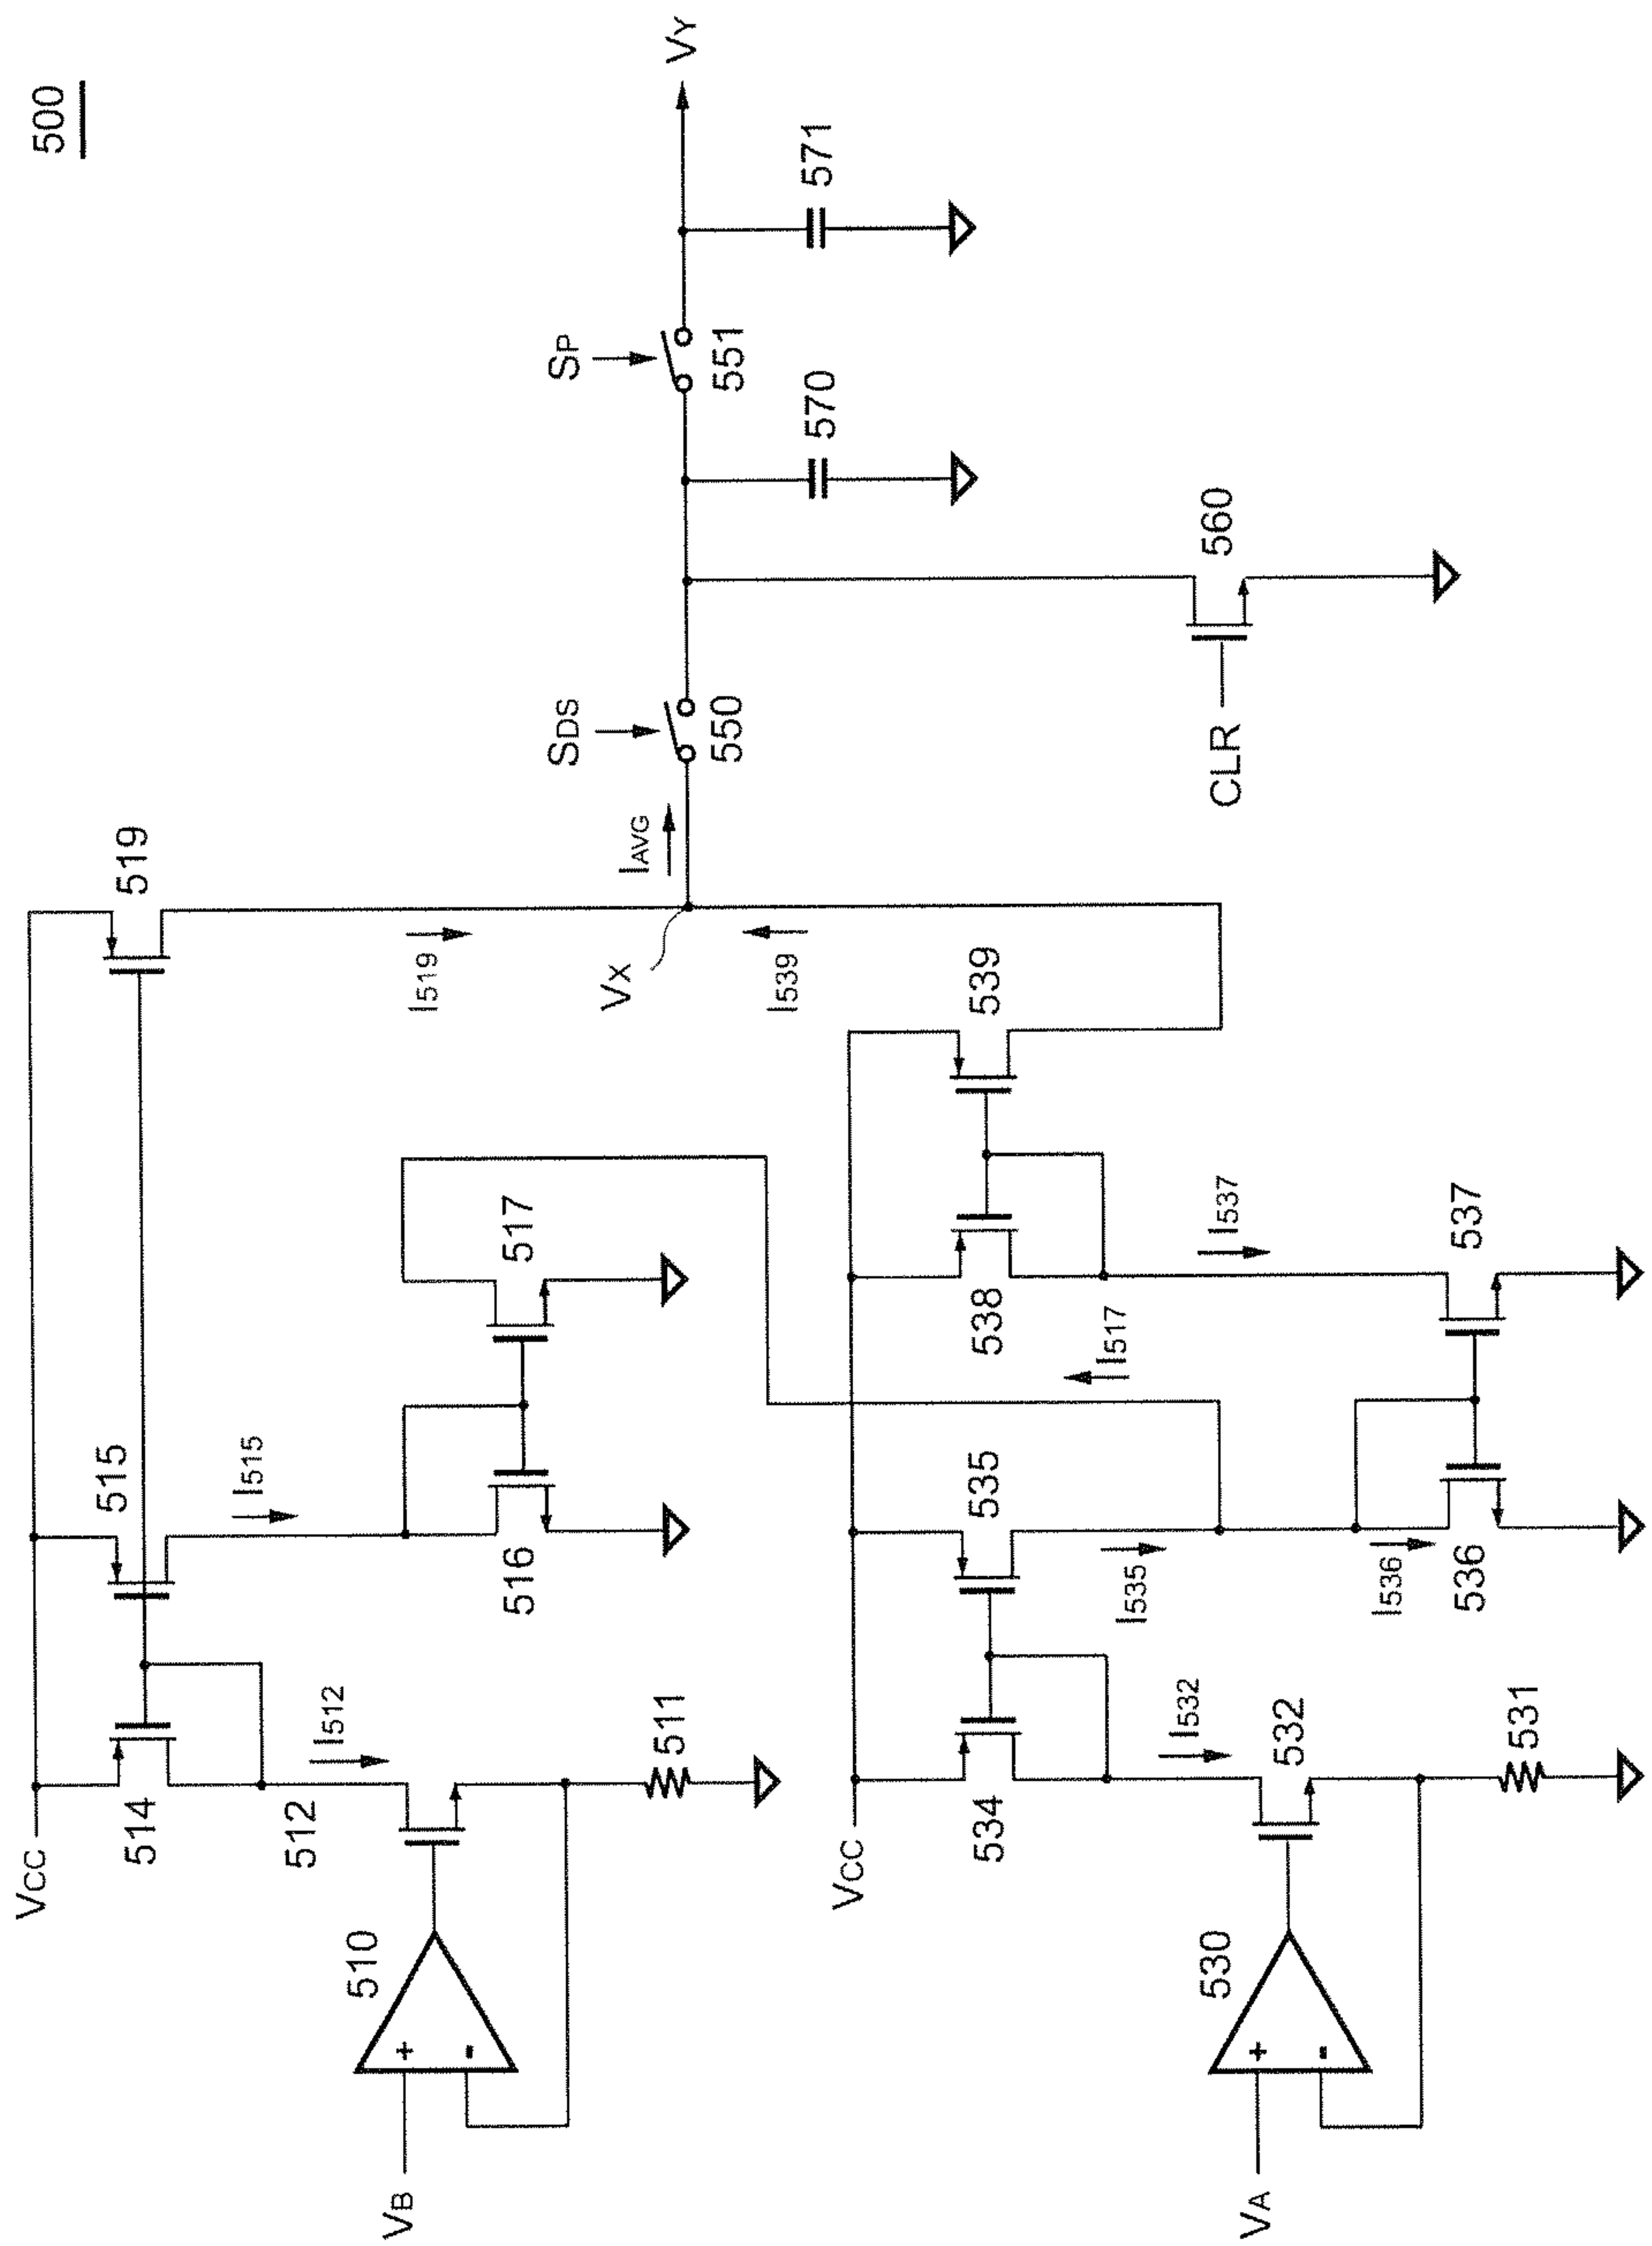 500
VCC
514
512
I512
511
515
I515
516
517
519
I519
VX
I539
IAVG
SDS
550
CLR
560
570
SP
551
571
VY
510
+
-
VB
VCC
534
I532
532
531
535
I535
I536
536
I517
538
539
I537
537
530
+
-
VA